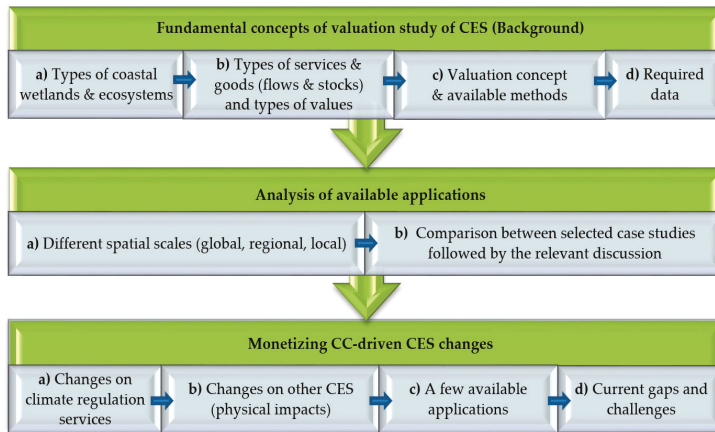 Fundamental concepts of valuation study of CES (Background)
a) Types of coastal
wetlands & ecosystems
b) Types of services &
goods (flows & stocks)
and types of values
c) Valuation concept
& available methods
d) Required
data
Analysis of available applications
a) Different spatial scales (global, regional, local)
b) Comparison between selected case studies
followed by the relevant discussion
Monetizing CC-driven CES changes
a) Changes on
climate regulation
services
b) Changes on other CES
(physical impacts)
c) A few available
applications
d) Current gaps and
challenges